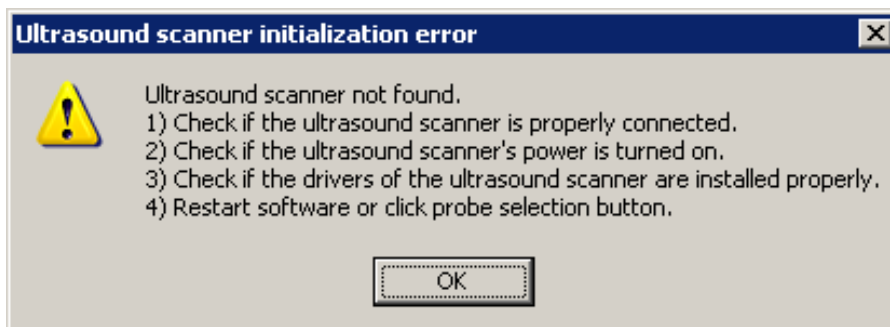 Ultrasound scanner initialization error
Ultrasound scanner not found.
1) Check if the ultrasound scanner is properly connected.
2) Check if the ultrasound scanner's power is turned on.
3) Check if the drivers of the ultrasound scanner are installed properly.
4) Restart software or click probe selection button.
OK